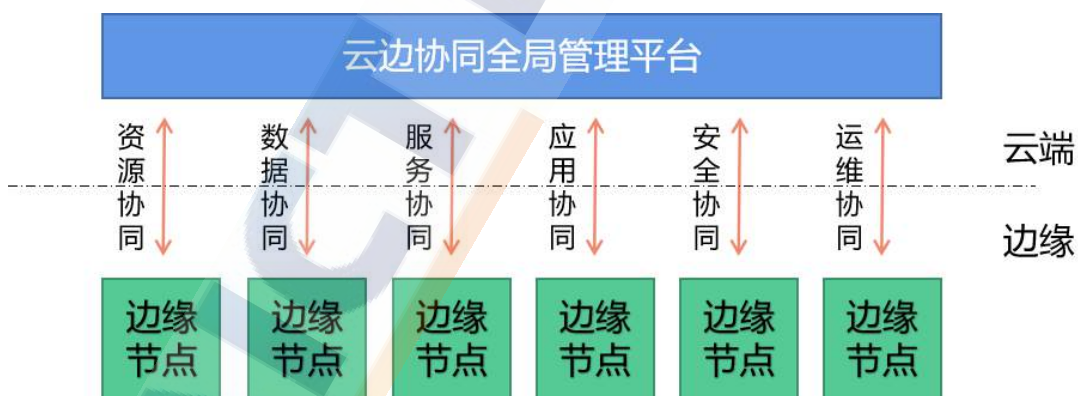 云边协同全局管理平台
资源协同
数据协同
服务协同
应用协同
安全协同
运维协同
云端
边缘
边缘
节点
边缘
节点
边缘
节点
边缘
节点
边缘
节点
边缘
节点